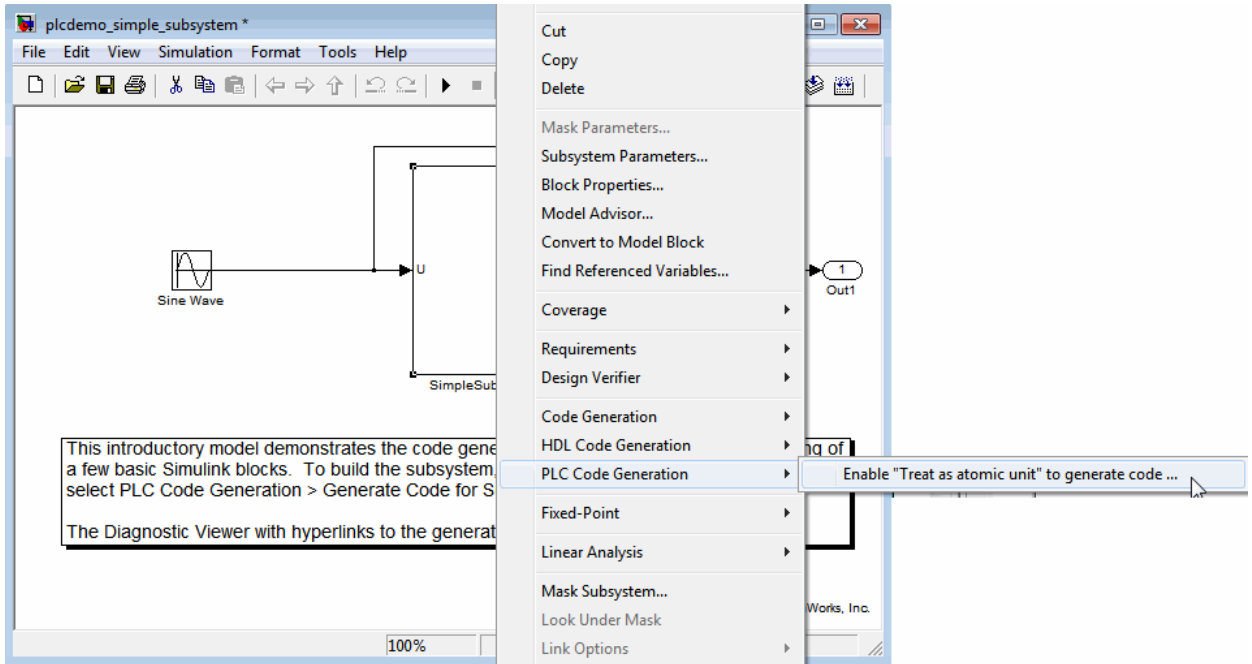 plcdemo_simple_subsystem *
File Edit View Simulation Format Tools Help
U
Sine Wave
SimpleSub
1
Out1
This introductory model demonstrates the code gene
ng of
a few basic Simulink blocks. To build the subsystem,
select PLC Code Generation > Generate Code for S
The Diagnostic Viewer with hyperlinks to the generat
Works, Inc.
100%
Cut
Copy
Delete
Mask Parameters...
Subsystem Parameters...
Block Properties...
Model Advisor...
Convert to Model Block
Find Referenced Variables...
Coverage
Requirements
Design Verifier
Code Generation
HDL Code Generation
PLC Code Generation
Enable "Treat as atomic unit" to generate code ...
Fixed-Point
Linear Analysis
Mask Subsystem...
Look Under Mask
Link Options